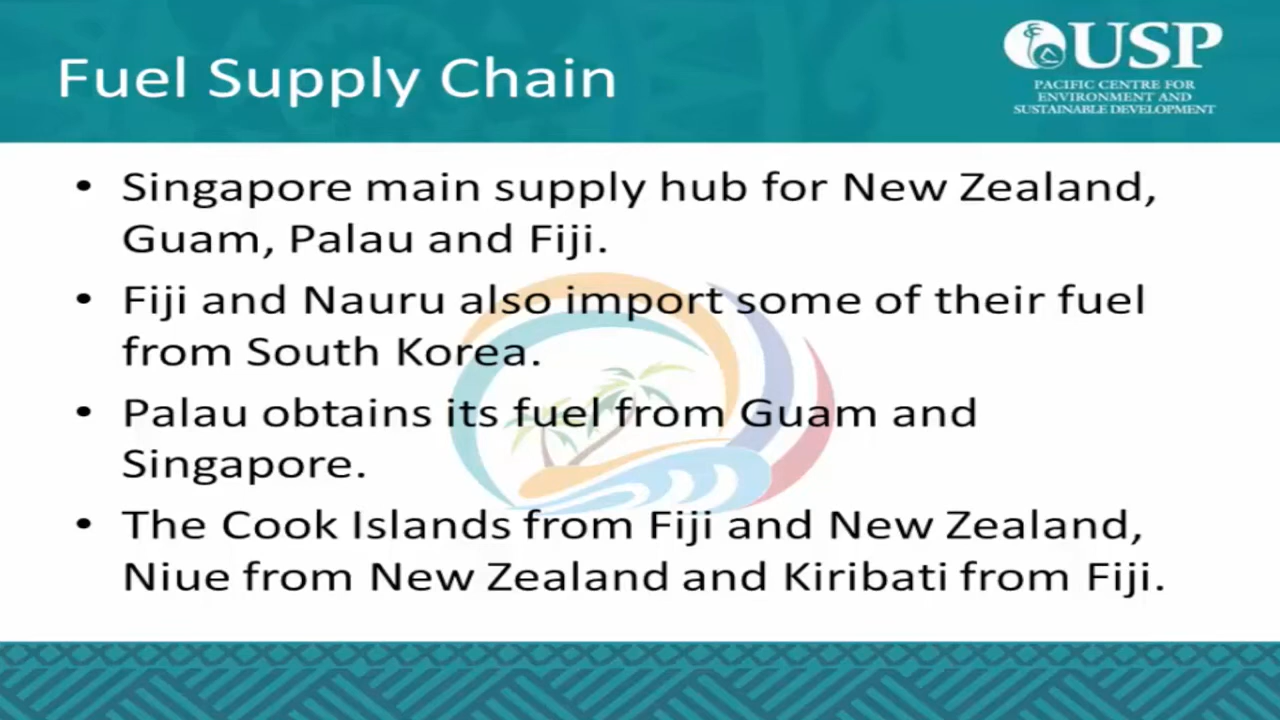 Fuel Supply Chain
USP
PACIFIC CENTRE FOR
ENVIRONMENT AND
SUSTAINABLE DEVELOPMENT
• Singapore main supply hub for New Zealand,
Guam, Palau and Fiji.
• Fiji and Nauru also import some of their fuel
from South Korea.
• Palau obtains its fuel from Guam and
Singapore.
• The Cook Islands from Fiji and New Zealand,
Niue from New Zealand and Kiribati from Fiji.